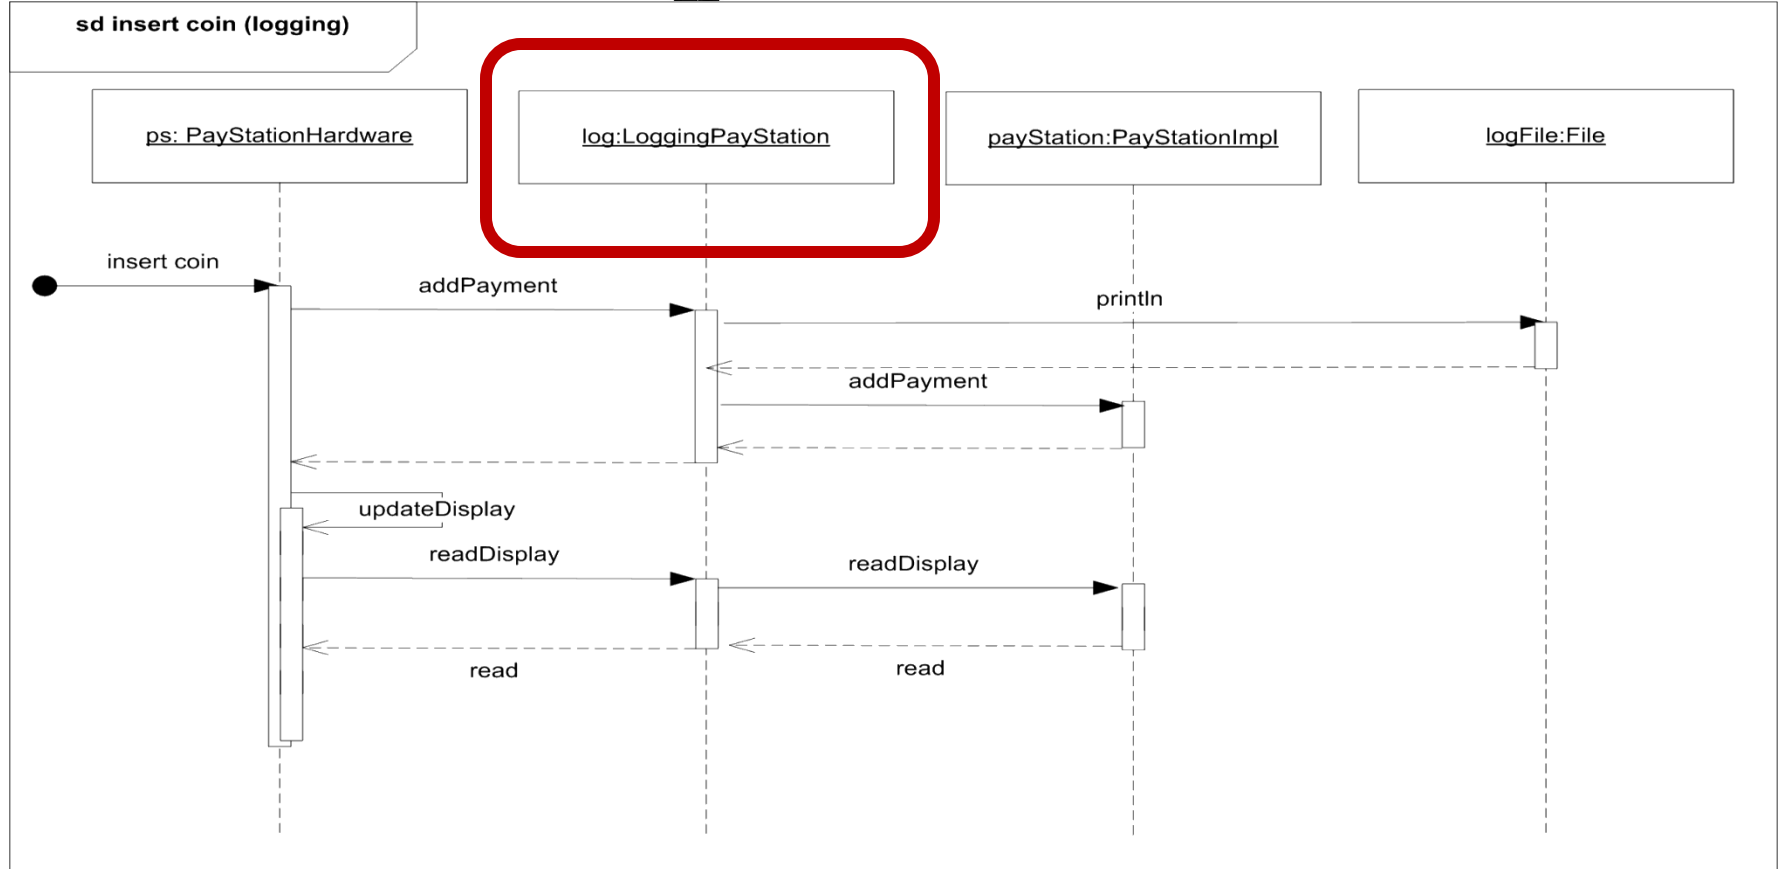 sd insert coin (logging)
ps: PayStationHardware
log:LoggingPayStation
payStation:PayStationImpl
logFile:File
insert coin
addPayment
println
addPayment
updateDisplay
readDisplay
readDisplay
read
read